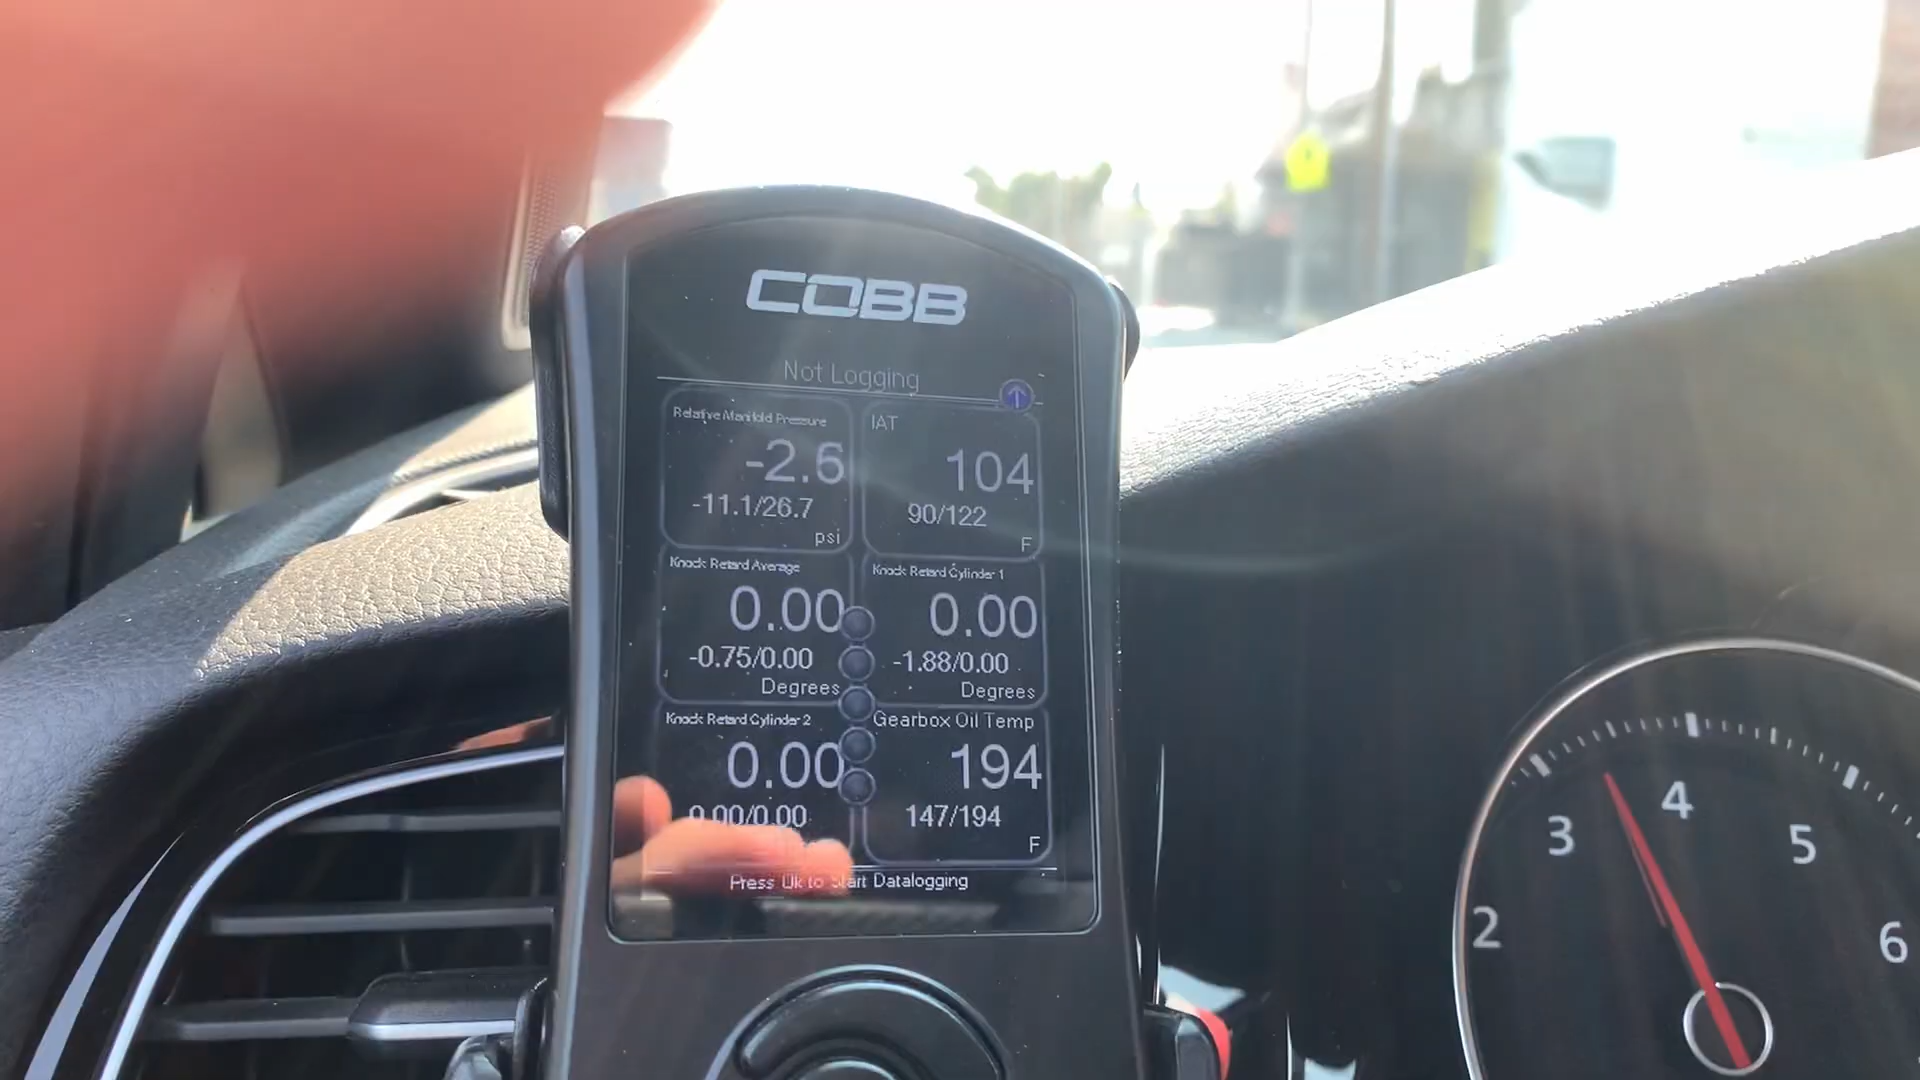 COBB
Not Logging
Relative Manifold Pressure
-2.6
-11.1/26.7
psi
IAT
104
90/122
F
Knock Retard Average
0.00
-0.75/0.00
Degrees
Knock Retard Cylinder 1
0.00
-1.88/0.00
Degrees
Knock Retard Cylinder 2
0.00
0.00/0.00
Gearbox Oil Temp
194
147/194
F
Press Ok to Start Datalogging
2
3
4
5
6